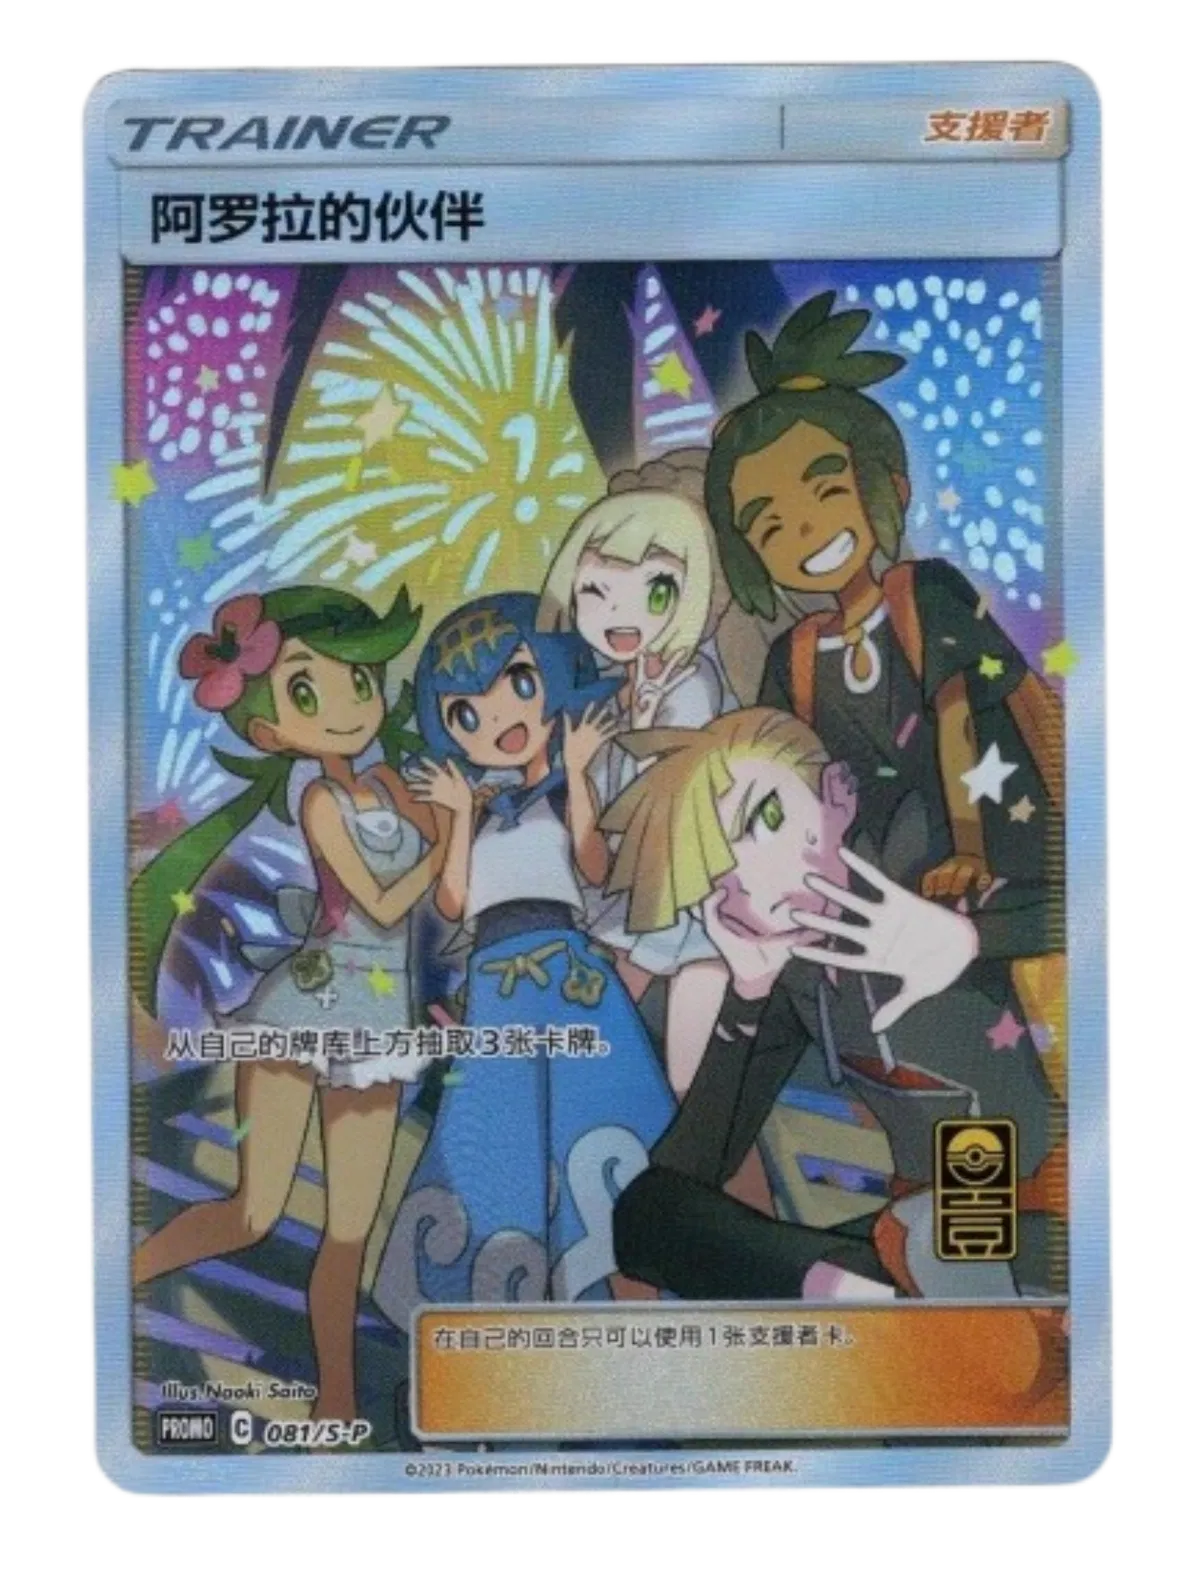 TRAINER
支援者
阿罗拉的伙伴
从自己的牌库上方抽取3张卡牌。
在自己的回合只可以使用1张支援者卡。
Illus. Naoki Saito
PROMO C 081/S-P
©2023 Pokémon/Nintendo/Creatures/GAME FREAK.